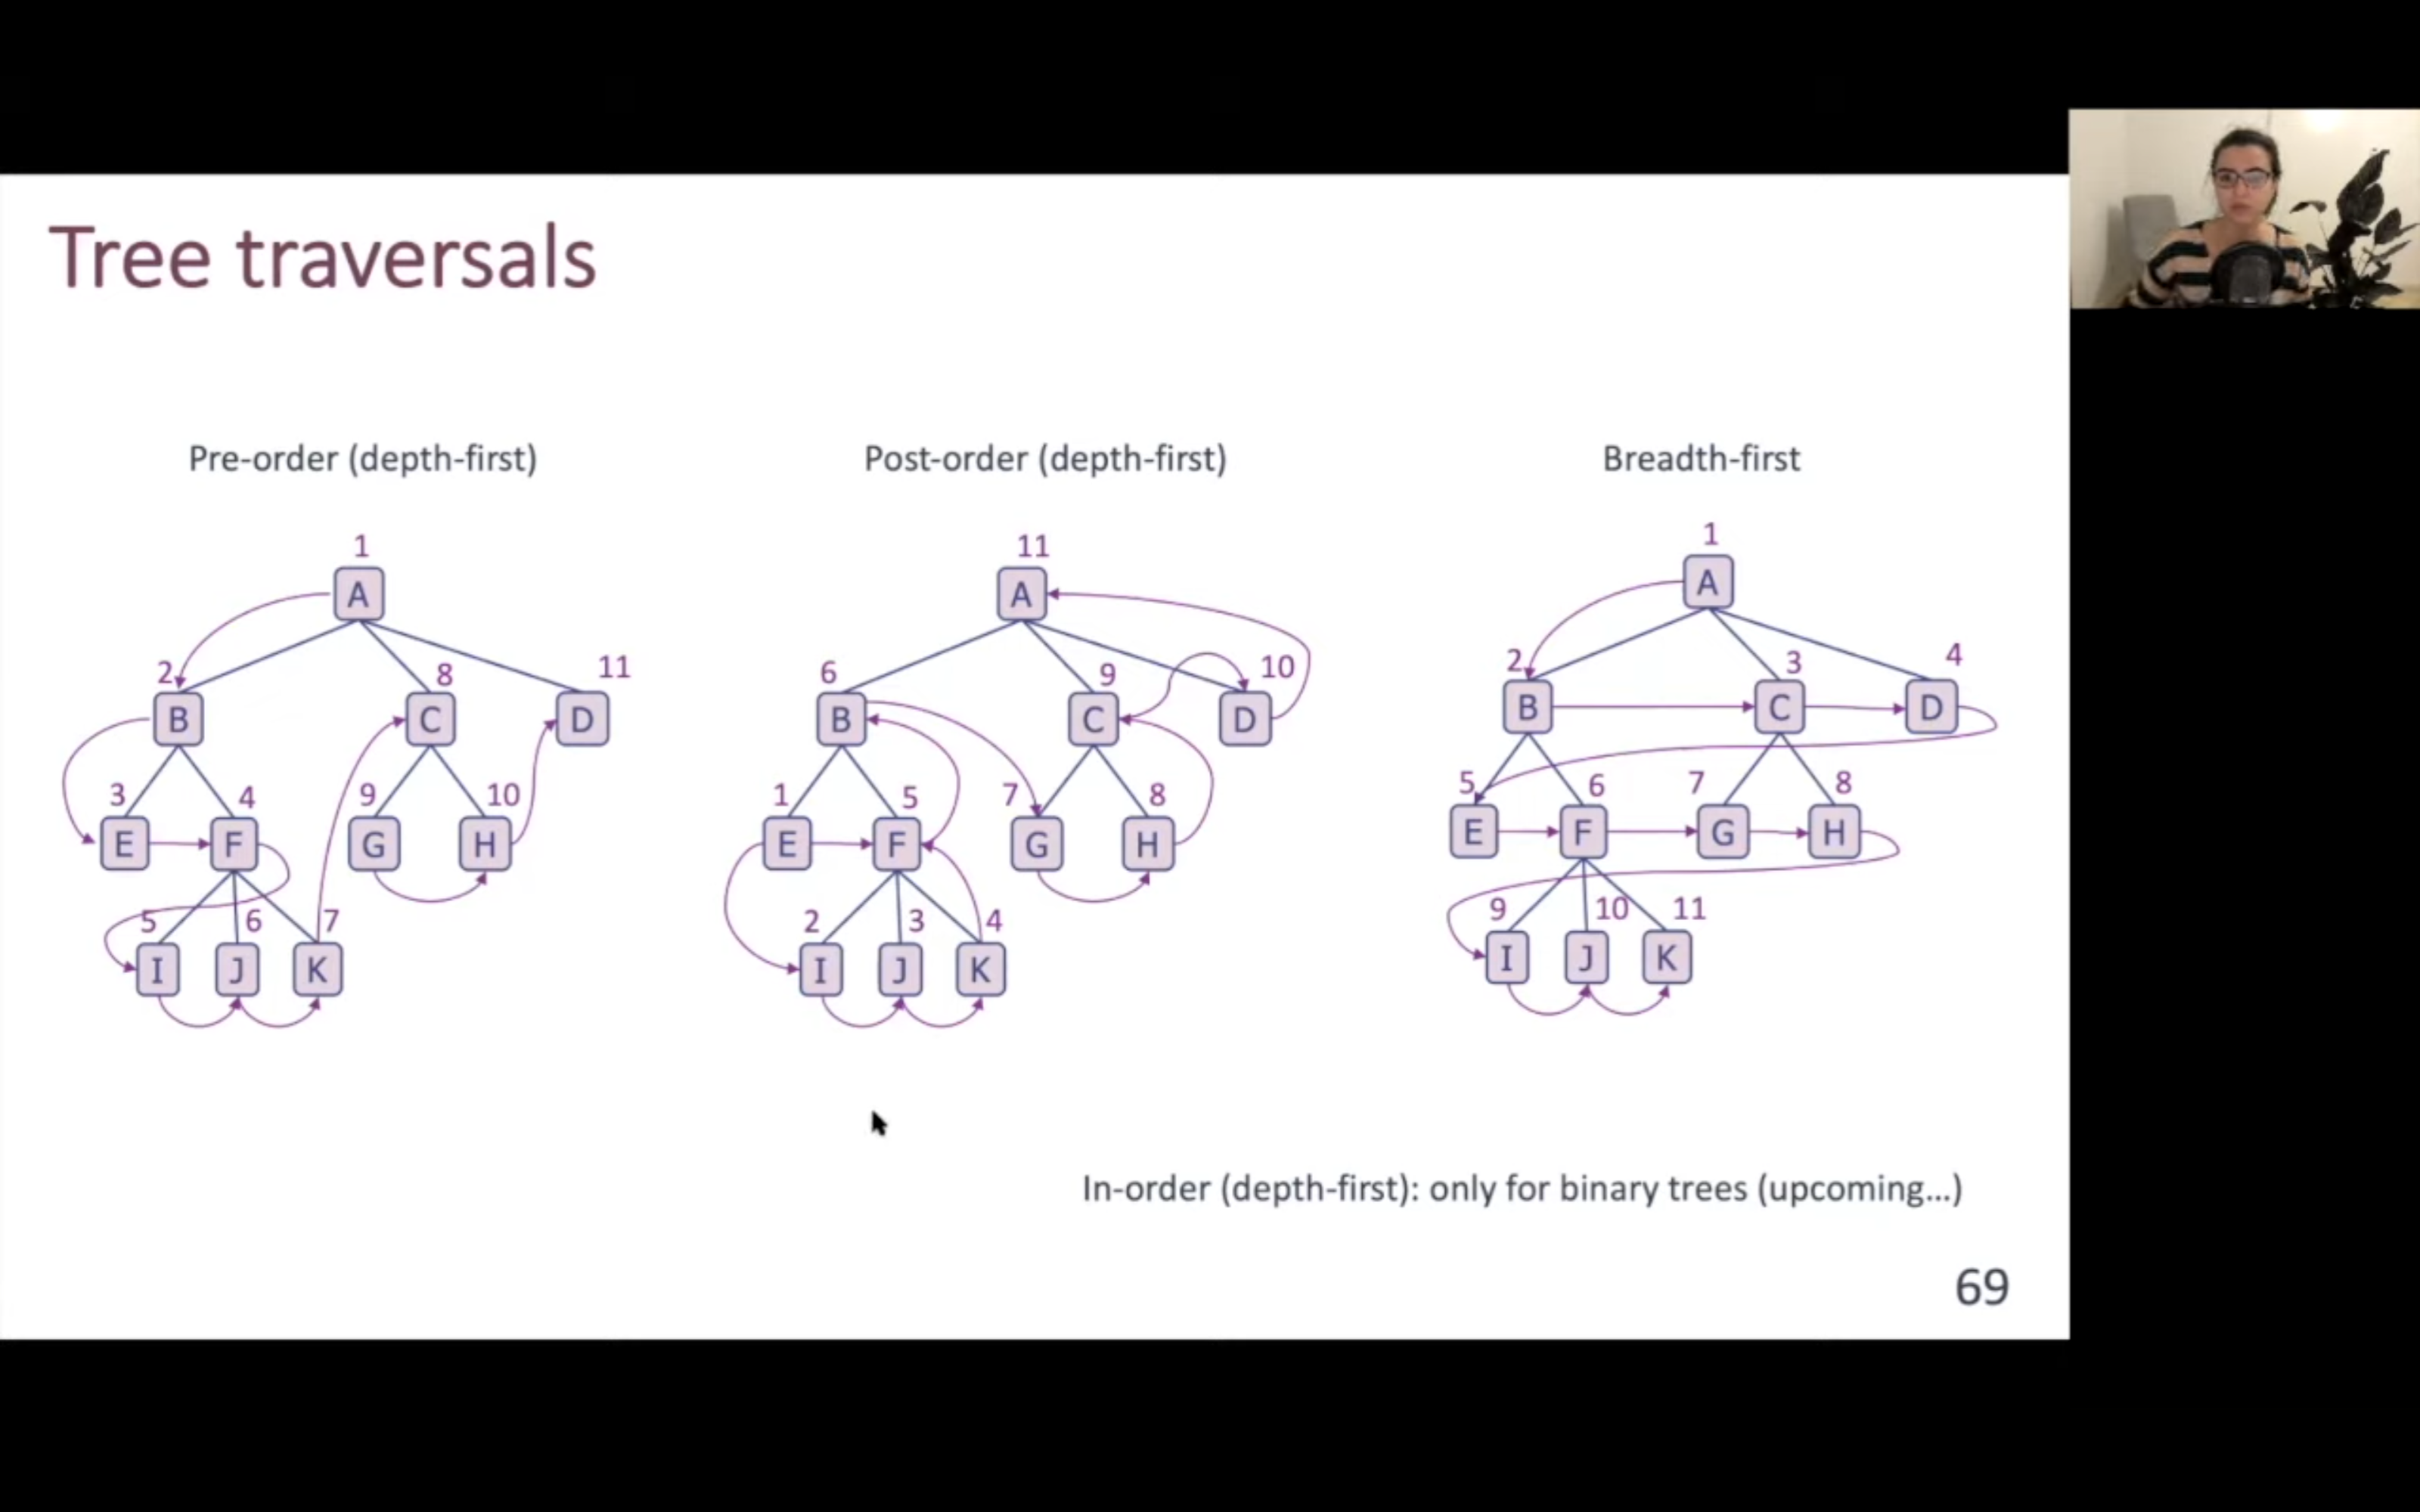 Tree traversals
Pre-order (depth-first)
1
A
2
8
11
B
C
D
3
4
9
10
E
F
G
H
5
6
7
I
J
K
Post-order (depth-first)
11
A
6
9
10
B
C
D
1
5
7
8
E
F
G
H
2
3
4
I
J
K
Breadth-first
1
A
2
3
4
B
C
D
5
6
7
8
E
F
G
H
9
10
11
I
J
K
In-order (depth-first): only for binary trees (upcoming...)
69